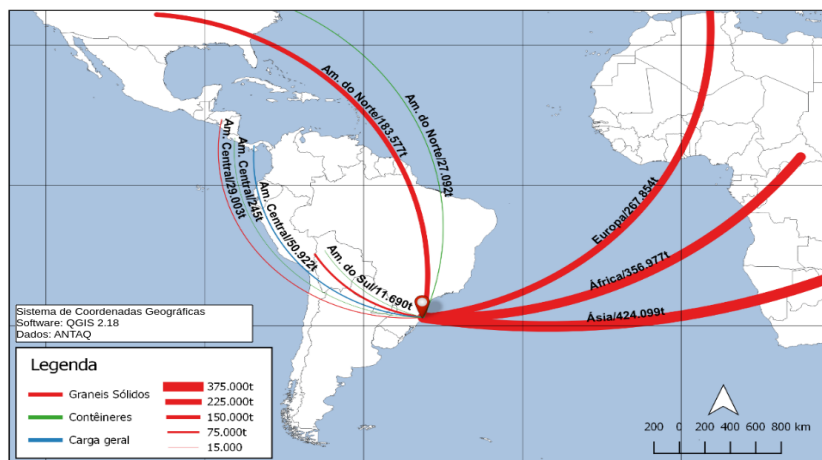 Am. do Norte/183.577t
Am. do Norte/27.092t
Am. Central/29.003t
Am. Central/245t
Am. Central/50.922t
Am. do Sul/11.690t
Europa/267.854t
África/356.977t
Ásia/424.099t
Sistema de Coordenadas Geográficas
Software: QGIS 2.18
Dados: ANTAQ
Legenda
Graneis Sólidos
Contêineres
Carga geral
375.000t
225.000t
150.000t
75.000t
15.000
200 0 200 400 600 800 km